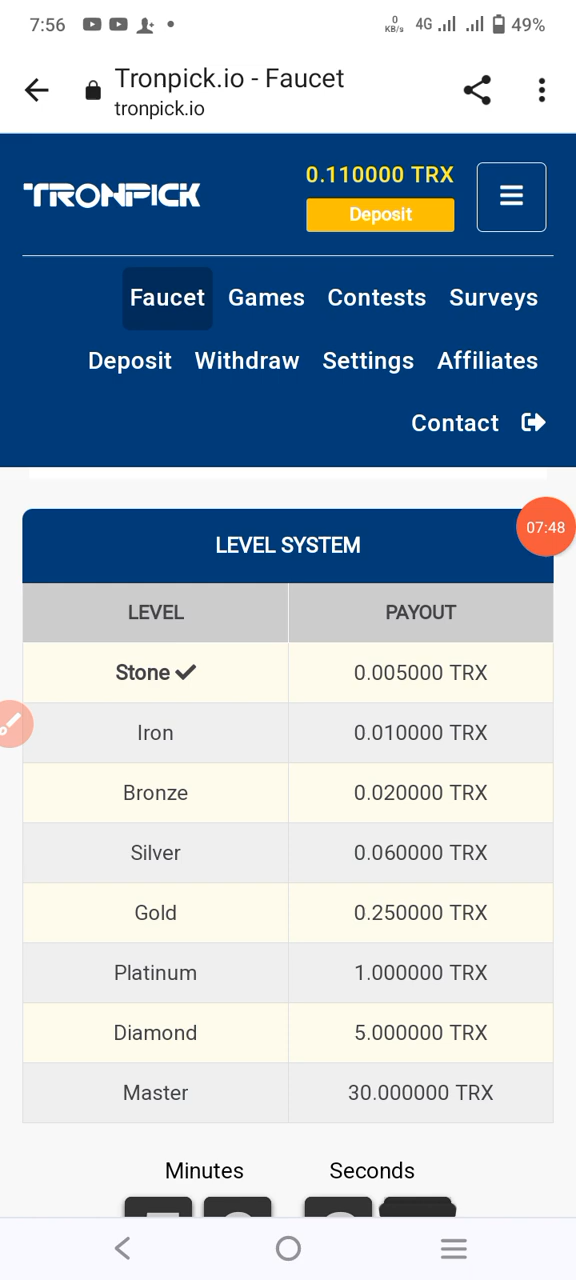 7:56
0 KB/s 4G 49%
Tronpick.io - Faucet
tronpick.io
TRONPICK
0.110000 TRX
Deposit
Faucet Games Contests Surveys
Deposit Withdraw Settings Affiliates
Contact
07:48
LEVEL SYSTEM
LEVEL PAYOUT
Stone 0.005000 TRX
Iron 0.010000 TRX
Bronze 0.020000 TRX
Silver 0.060000 TRX
Gold 0.250000 TRX
Platinum 1.000000 TRX
Diamond 5.000000 TRX
Master 30.000000 TRX
Minutes Seconds